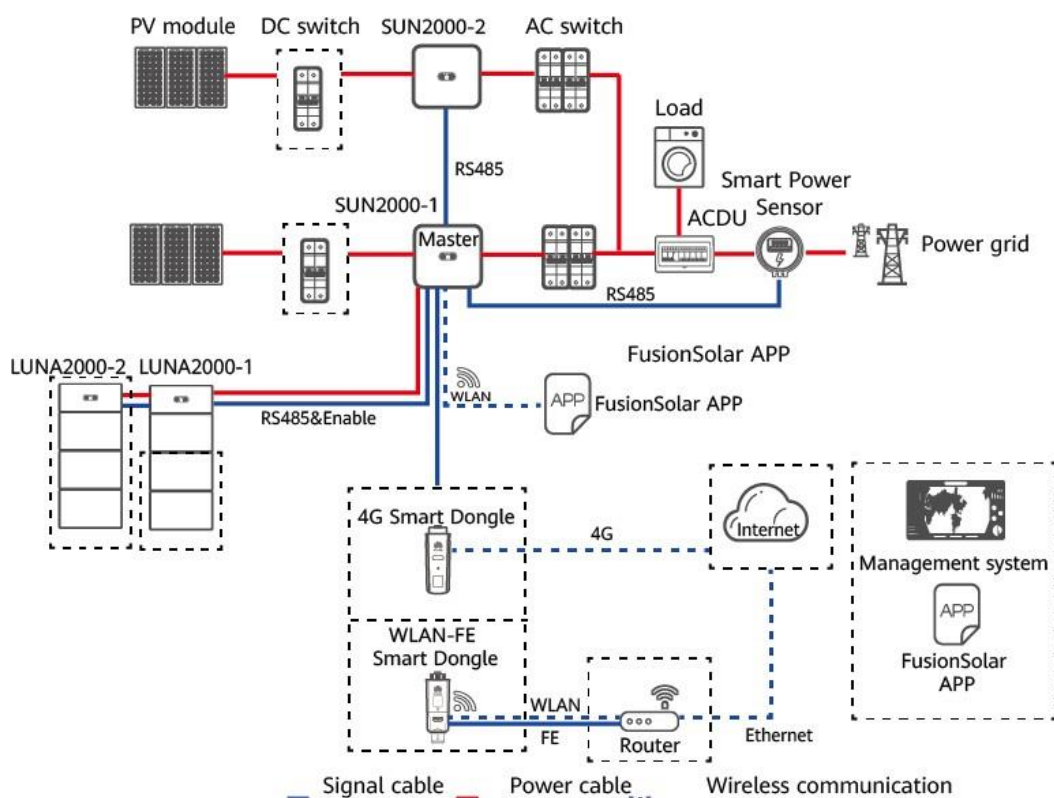 PV module
DC switch
SUN2000-2
AC switch
Load
RS485
Smart Power
Sensor
SUN2000-1
Master
ACDU
Power grid
RS485
FusionSolar APP
LUNA2000-2
LUNA2000-1
WLAN
APP
FusionSolar APP
RS485&Enable
4G Smart Dongle
4G
Internet
Management system
APP
FusionSolar
APP
WLAN-FE
Smart Dongle
WLAN
FE
Router
Ethernet
Signal cable
Power cable
Wireless communication